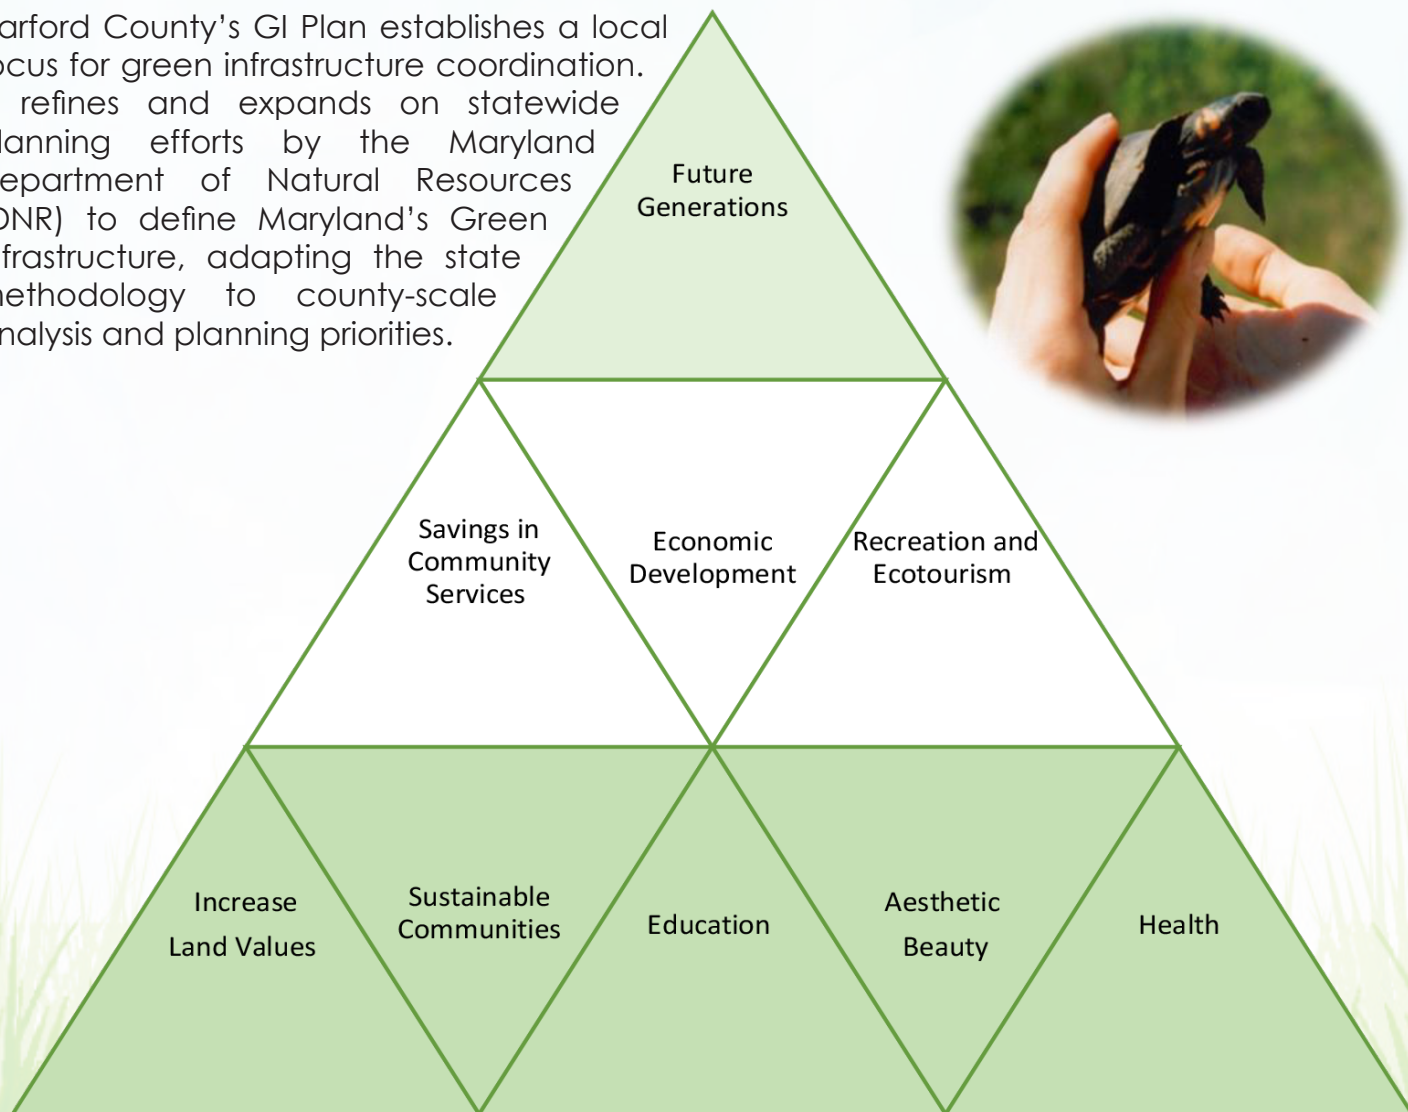 arford County’s GI Plan establishes a local
ocus for green infrastructure coordination.
refines and expands on statewide
lanning efforts by the Maryland
epartment of Natural Resources
DNR) to define Maryland’s Green
frastructure, adapting the state
ethodology to county-scale
nalysis and planning priorities.
Future
Generations
Savings in
Community
Services
Economic
Development
Recreation and
Ecotourism
Increase
Land Values
Sustainable
Communities
Education
Aesthetic
Beauty
Health